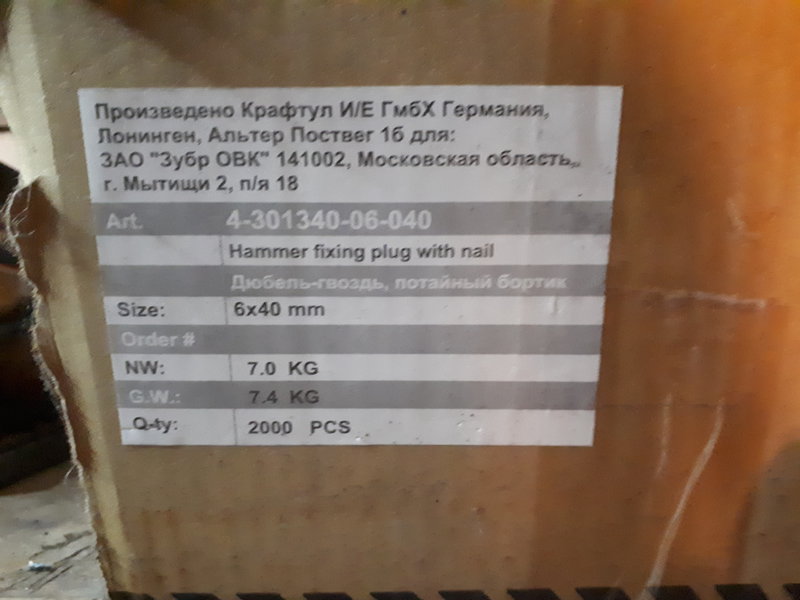 Произведено Крафтул И/Е ГмбХ Германия,
Лонинген, Альтер Поствег 16 для:
ЗАО "Зубр ОВК" 141002, Московская область,
г. Мытищи 2, п/я 18
Art. 4-301340-06-040
Hammer fixing plug with nail
Дюбель-гвоздь, потайный бортик
Size: 6x40 mm
Order #
NW: 7.0 KG
G.W.: 7.4 KG
Q-ty: 2000 PCS